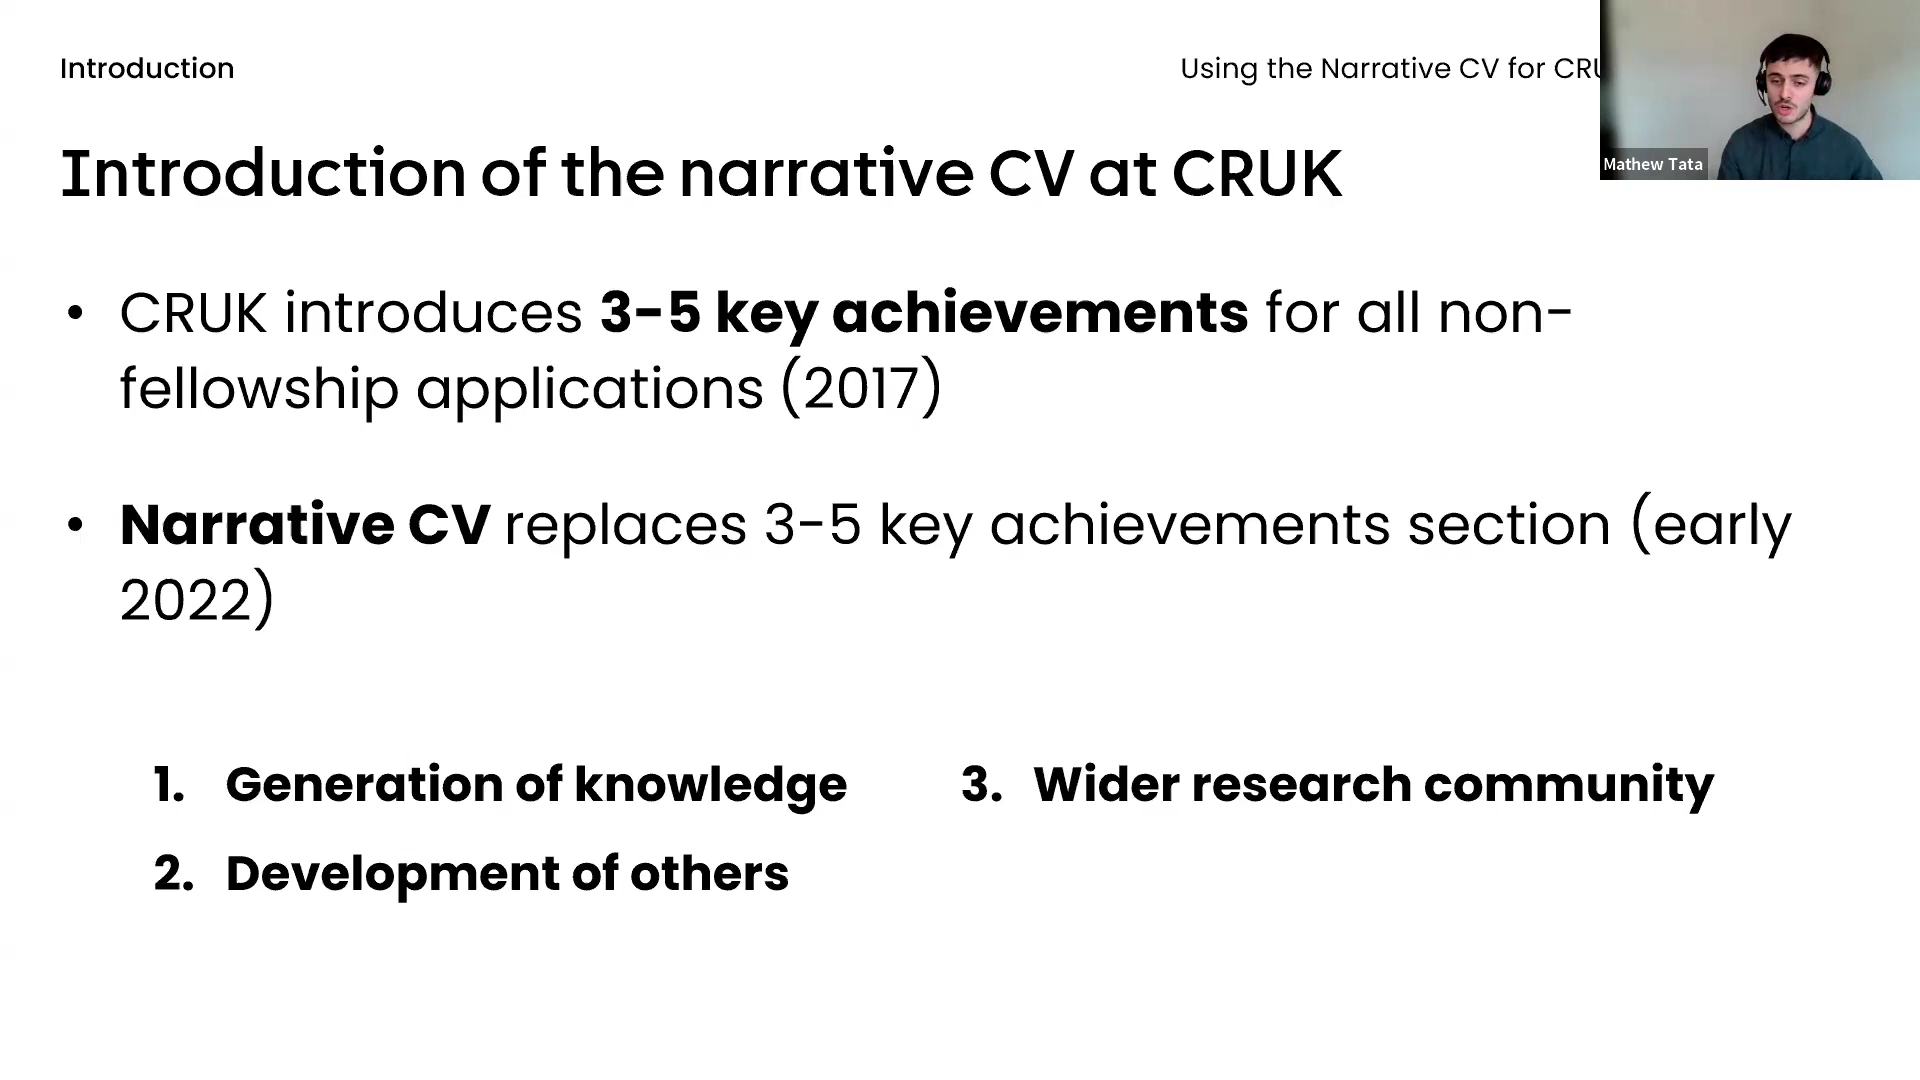 Introduction
Using the Narrative CV for CRU
Mathew Tata
Introduction of the narrative CV at CRUK
• CRUK introduces 3-5 key achievements for all non-
fellowship applications (2017)
• Narrative CV replaces 3-5 key achievements section (early
2022)
1. Generation of knowledge
2. Development of others
3. Wider research community